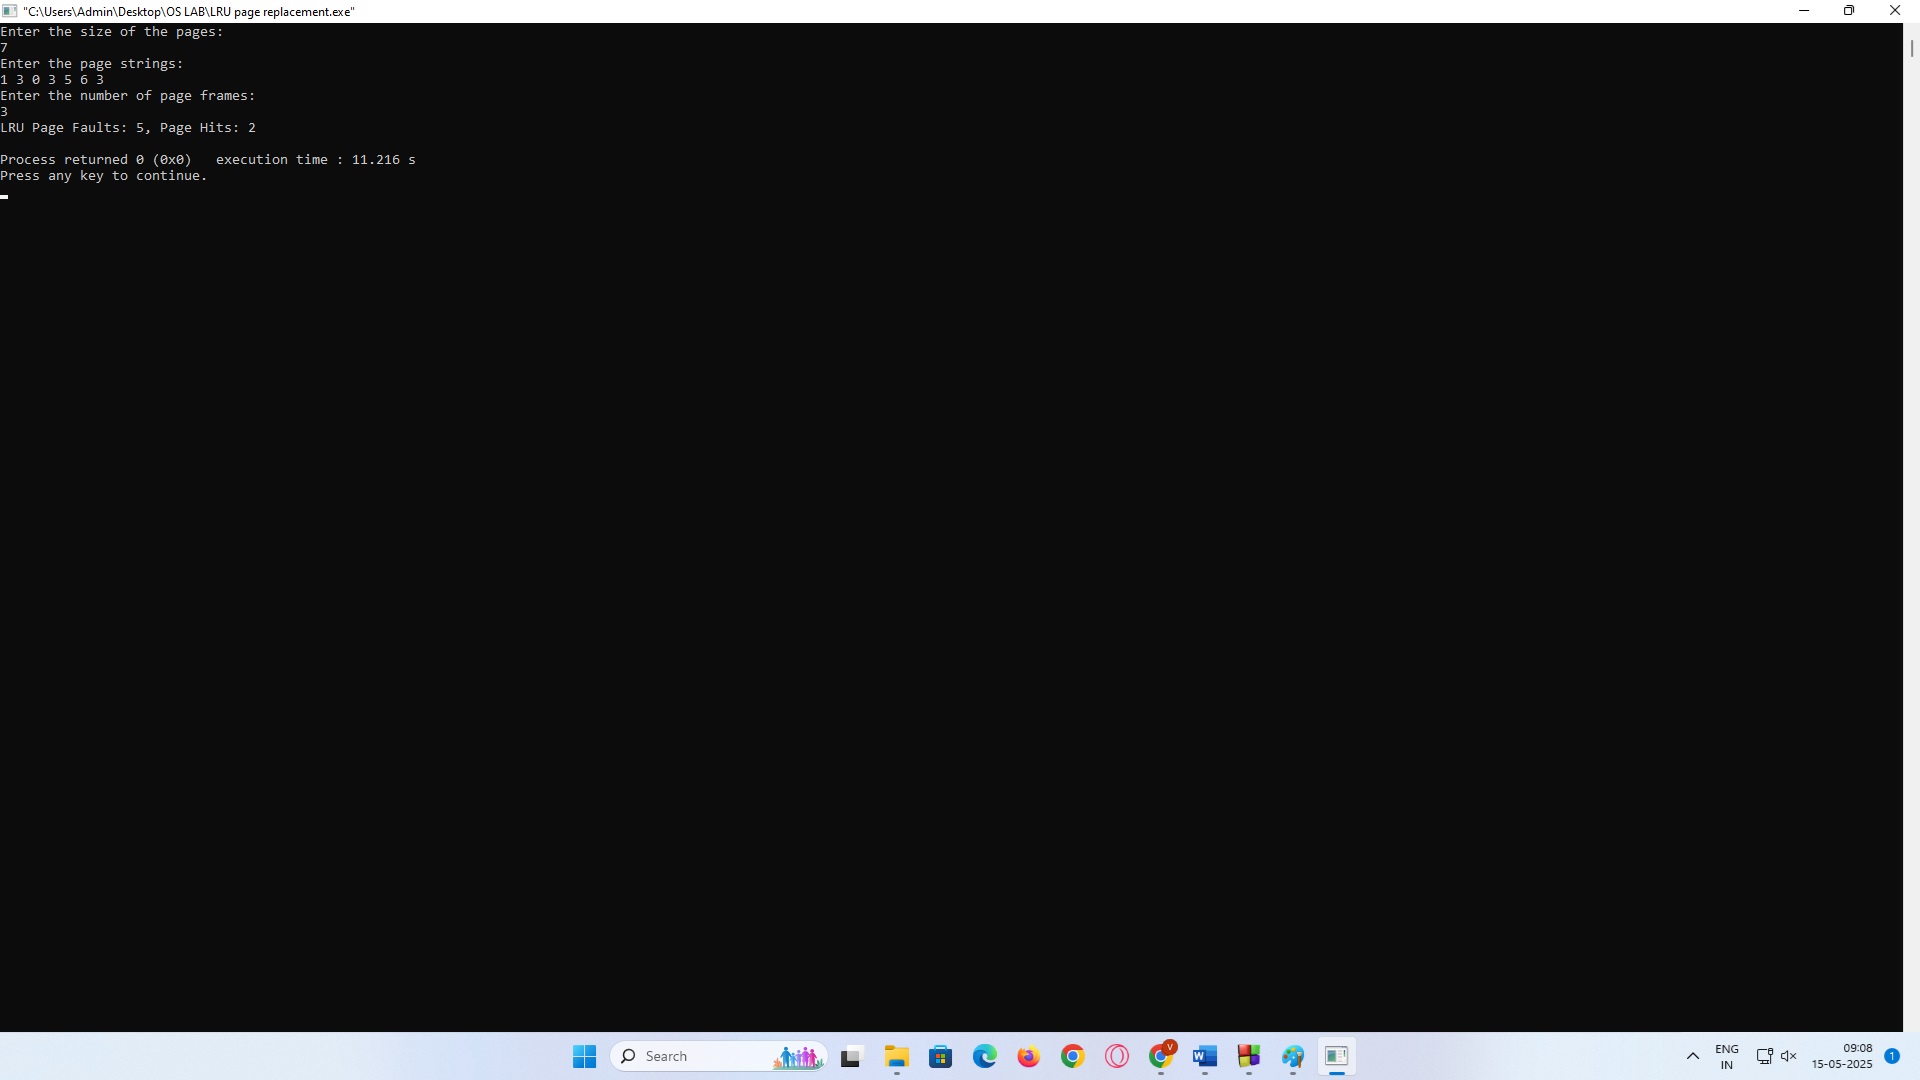 "C:\Users\Admin\Desktop\OS LAB\LRU page replacement.exe"
Enter the size of the pages:
7
Enter the page strings:
1 3 0 3 5 6 3
Enter the number of page frames:
3
LRU Page Faults: 5, Page Hits: 2
Process returned 0 (0x0)   execution time : 11.216 s
Press any key to continue.
Search
V
W
ENG
IN
09:08
15-05-2025
1